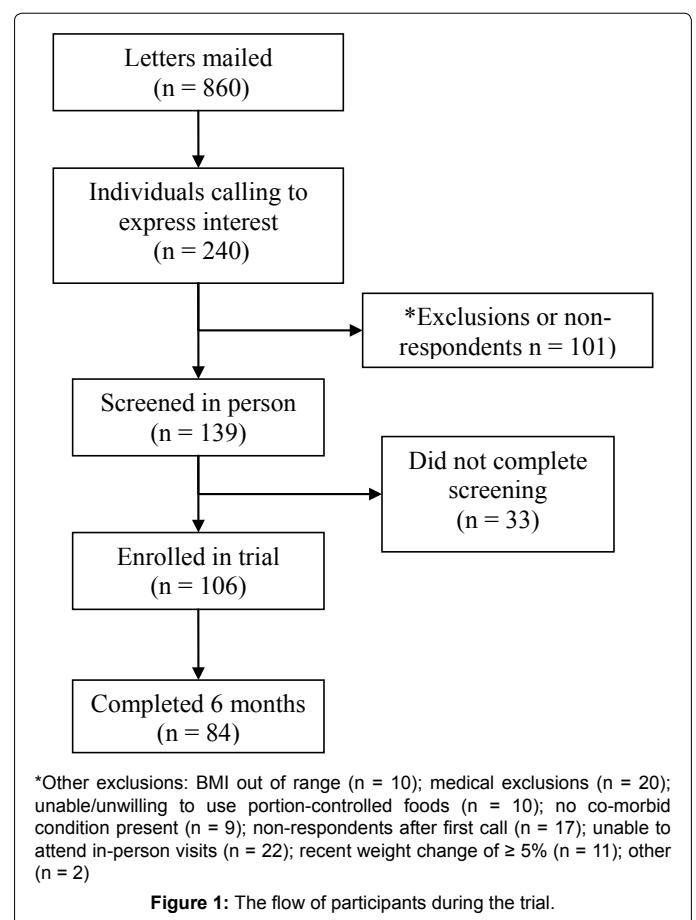 Letters mailed
(n = 860)
Individuals calling to
express interest
(n = 240)
*Exclusions or non-
respondents n = 101)
Screened in person
(n = 139)
Did not complete
screening
(n = 33)
Enrolled in trial
(n = 106)
Completed 6 months
(n = 84)
*Other exclusions: BMI out of range (n = 10); medical exclusions (n = 20);
unable/unwilling to use portion-controlled foods (n = 10); no co-morbid
condition present (n = 9); non-respondents after first call (n = 17); unable to
attend in-person visits (n = 22); recent weight change of ≥ 5% (n = 11); other
(n = 2)
Figure 1: The flow of participants during the trial.